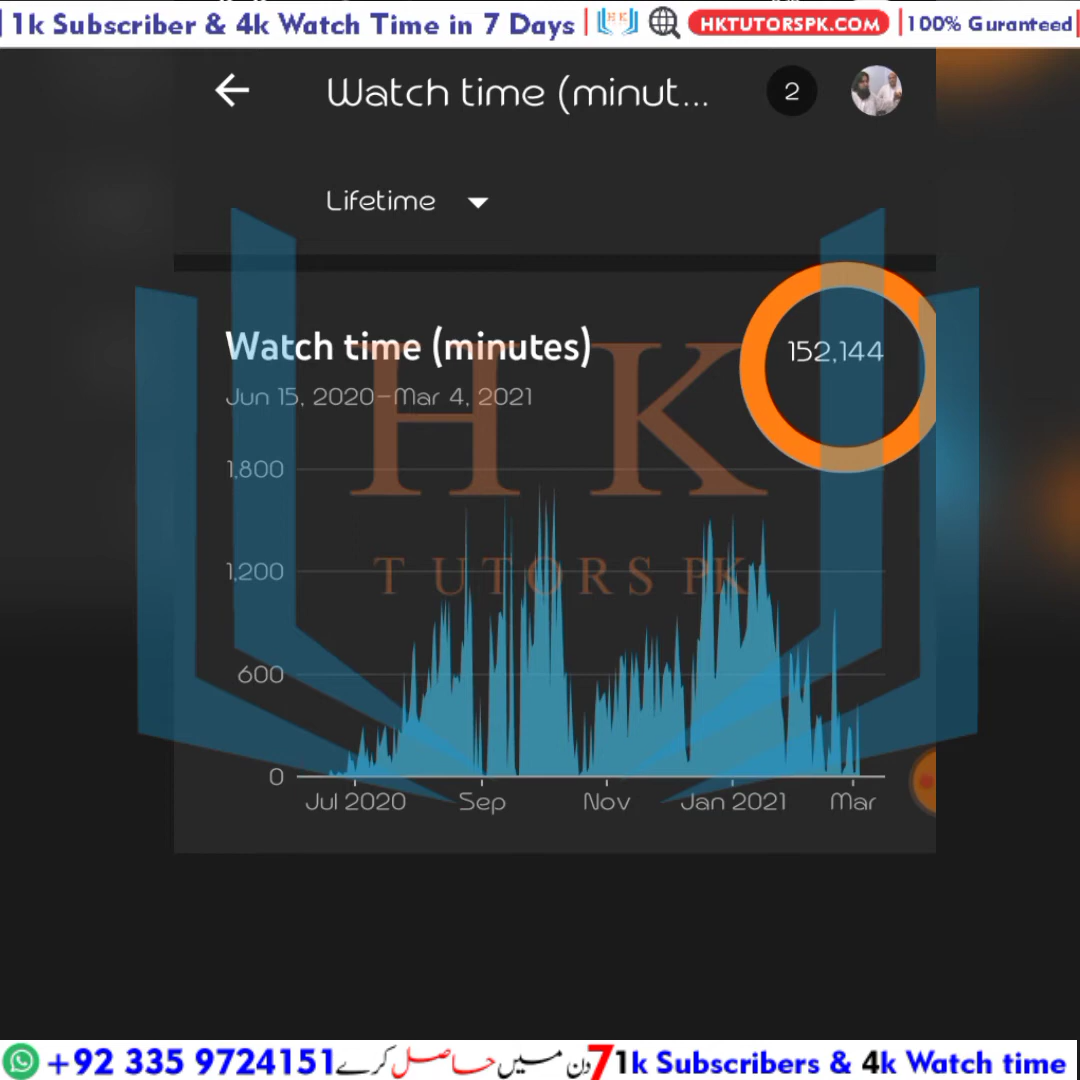 | 1k Subscriber & 4k Watch Time in 7 Days | HK HKTUTORSPK.COM | 100% Guranteed |
Watch time (minut... 2
Lifetime
Watch time (minutes) 152,144
Jun 15, 2020–Mar 4, 2021
H K
TUTORS PK
1,800
1,200
600
0
Jul 2020 Sep Nov Jan 2021 Mar
+92 335 9724151 دن میں حاصل کرے 7 1k Subscribers & 4k Watch time